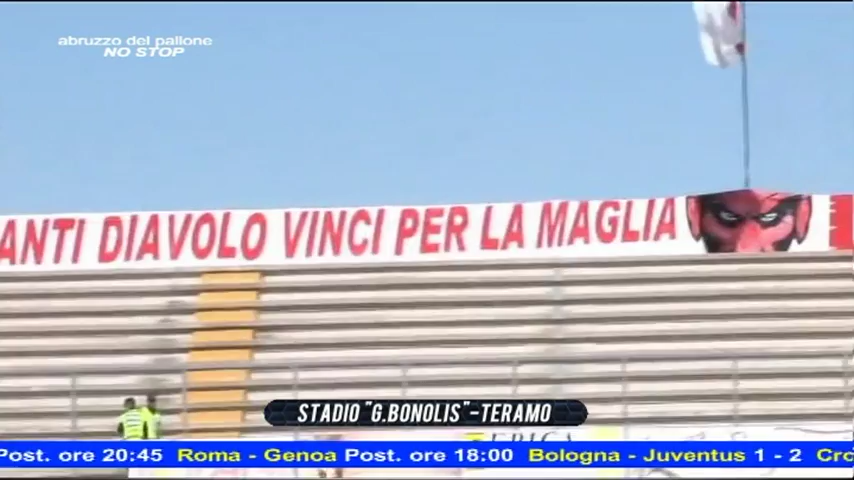 abruzzo del pallone
NO STOP
ANTI DIAVOLO VINCI PER LA MAGLIA
STADIO "G.BONOLIS"-TERAMO
Post. ore 20:45 Roma - Genoa Post. ore 18:00 Bologna - Juventus 1 - 2 Cro